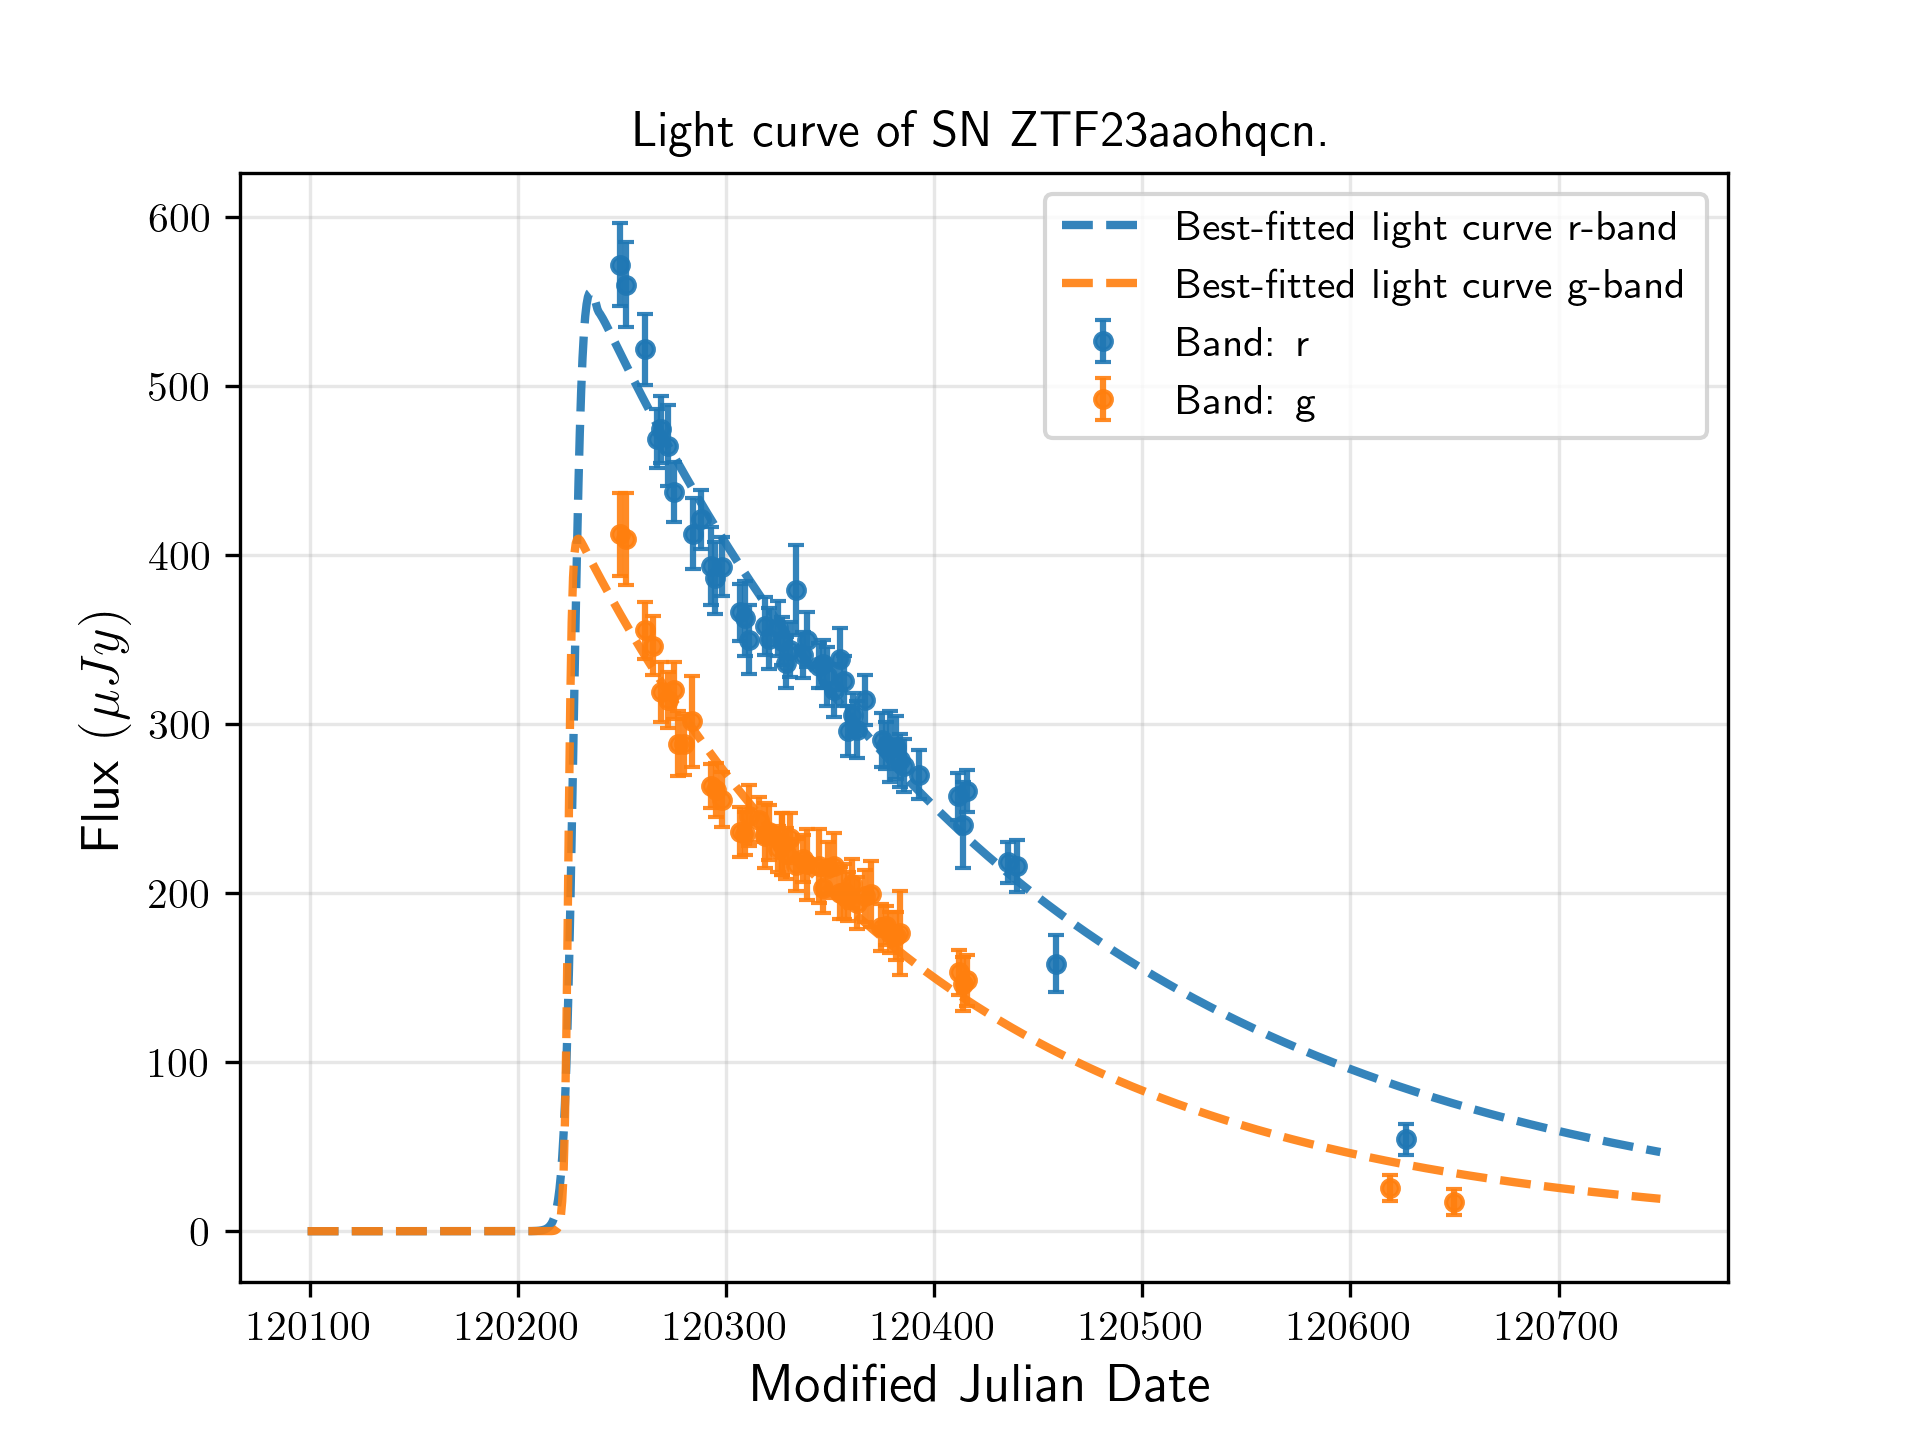 Light curve of SN ZTF23aaohqcn.
Best-fitted light curve r-band
Best-fitted light curve g-band
Band: r
Band: g
600
500
400
300
200
100
0
Flux (μJy)
120100 120200 120300 120400 120500 120600 120700
Modified Julian Date